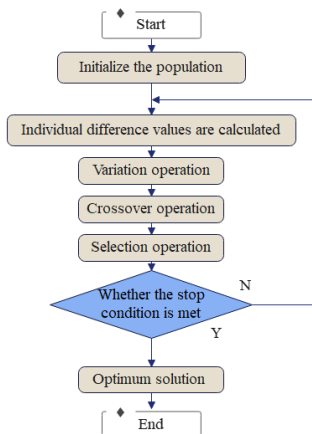 Start
Initialize the population
Individual difference values are calculated
Variation operation
Crossover operation
Selection operation
Whether the stop
condition is met
N
Y
Optimum solution
End